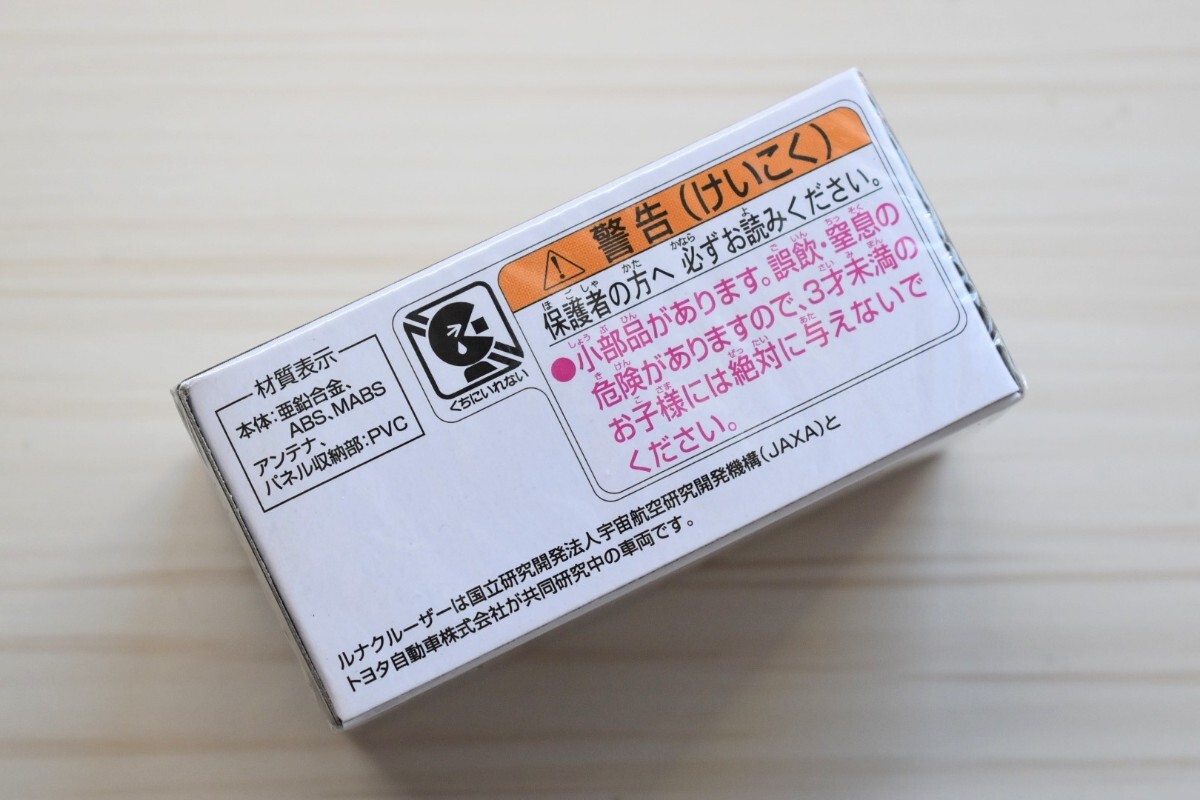 警告(けいこく)
保護者の方へ 必ずお読みください。
●小部品があります。誤飲・窒息の
危険がありますので、3才未満の
お子様には絶対に与えないで
ください。
くちにいれない
材質表示
本体:亜鉛合金、
ABS、MABS
アンテナ、
パネル収納部:PVC
ルナクルーザーは国立研究開発法人宇宙航空研究開発機構(JAXA)と
トヨタ自動車株式会社が共同研究中の車両です。